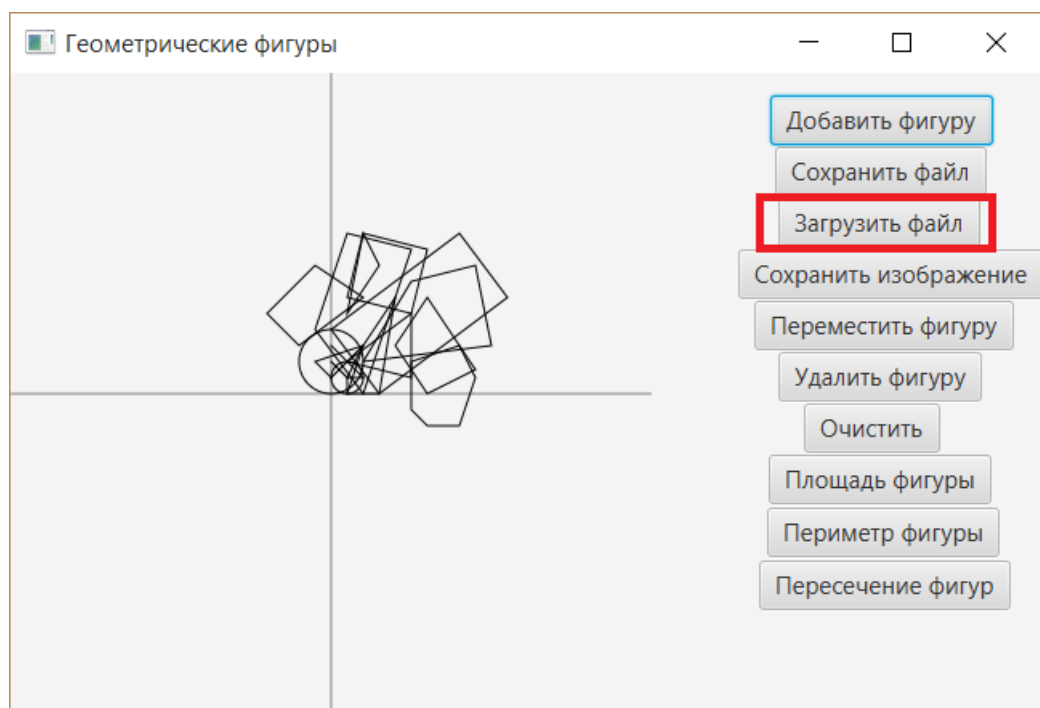 Геометрические фигуры
Добавить фигуру
Сохранить файл
Загрузить файл
Сохранить изображение
Переместить фигуру
Удалить фигуру
Очистить
Площадь фигуры
Периметр фигуры
Пересечение фигур